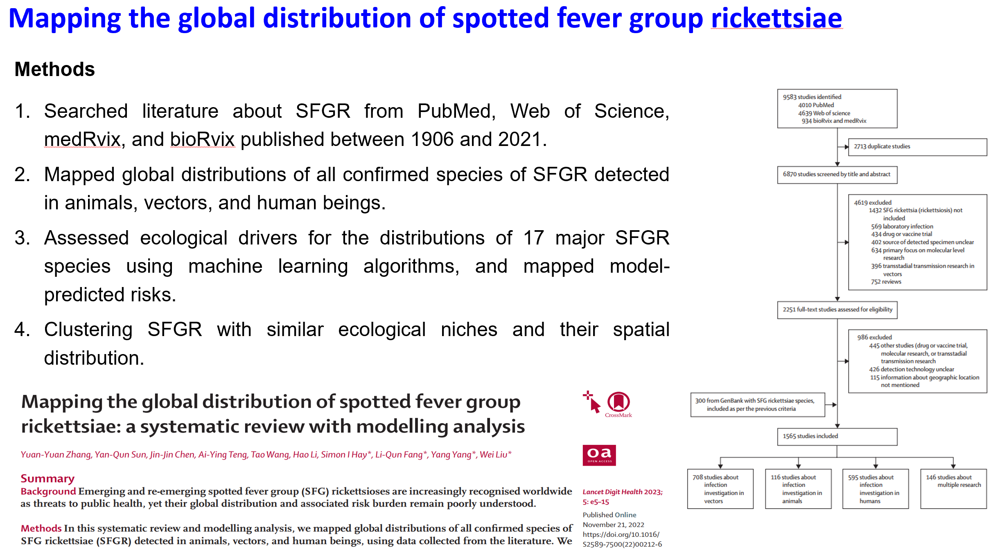 Mapping the global distribution of spotted fever group rickettsiae
Methods
1. Searched literature about SFGR from PubMed, Web of Science,
medRvix, and bioRvix published between 1906 and 2021.
2. Mapped global distributions of all confirmed species of SFGR detected
in animals, vectors, and human beings.
3. Assessed ecological drivers for the distributions of 17 major SFGR
species using machine learning algorithms, and mapped model-
predicted risks.
4. Clustering SFGR with similar ecological niches and their spatial
distribution.
Mapping the global distribution of spotted fever group
rickettsiae: a systematic review with modelling analysis
Yuan-Yuan Zhang, Yan-Qun Sun, Jin-Jin Chen, Ai-Ying Teng, Tao Wang, Hao Li, Simon I Hay*, Li-Qun Fang*, Yang Yang*, Wei Liu*
Summary
Background Emerging and re-emerging spotted fever group (SFG) rickettsioses are increasingly recognised worldwide
as threats to public health, yet their global distribution and associated risk burden remain poorly understood.
Methods In this systematic review and modelling analysis, we mapped global distributions of all confirmed species of
SFG rickettsiae (SFGR) detected in animals, vectors, and human beings, using data collected from the literature. We
CrossMark
oa
OPEN ACCESS
Lancet Digit Health 2023;
5: e5–15
Published Online
November 21, 2022
https://doi.org/10.1016/
S2589-7500(22)00212-6
9583 studies identified
4010 PubMed
4639 Web of science
934 bioRvix and medRvix
2713 duplicate studies
6870 studies screened by title and abstract
4619 excluded
1432 SFG rickettsia (rickettsiosis) not
included
569 laboratory infection
434 drug or vaccine trial
402 source of detected specimen unclear
634 primary focus on molecular level
research
396 transstadial transmission research in
vectors
752 reviews
2251 full-text studies assessed for eligibility
986 excluded
445 other studies (drug or vaccine trial,
molecular research, or transstadial
transmission research
426 detection technology unclear
115 information about geographic location
not mentioned
300 from GenBank with SFG rickettsiae species,
included as per the previous criteria
1565 studies included
708 studies about
infection
investigation in
vectors
116 studies about
infection
investigation in
animals
595 studies about
infection
investigation in
humans
146 studies about
multiple research